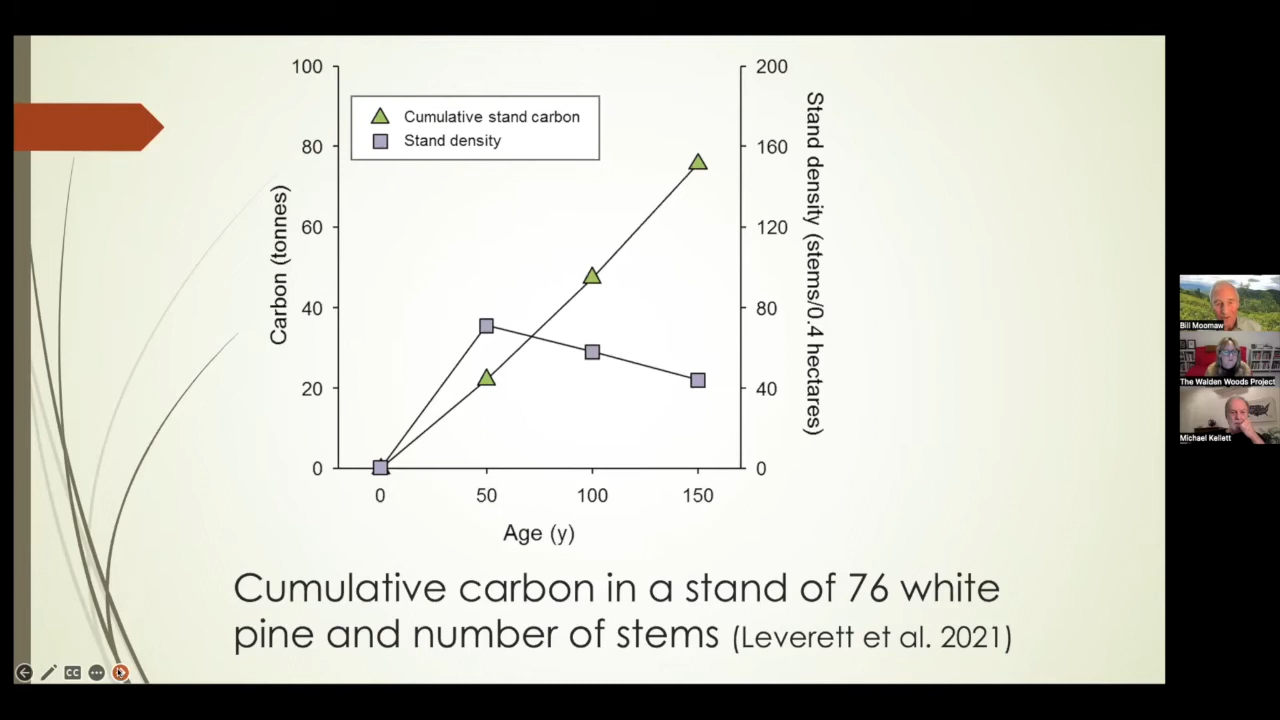 100
80
60
40
20
0
Carbon (tonnes)
Cumulative stand carbon
Stand density
200
160
120
80
40
0
Stand density (stems/0.4 hectares)
0 50 100 150
Age (y)
Cumulative carbon in a stand of 76 white
pine and number of stems (Leverett et al. 2021)
CC
Bill Moomaw
The Walden Woods Project
Michael Kellett